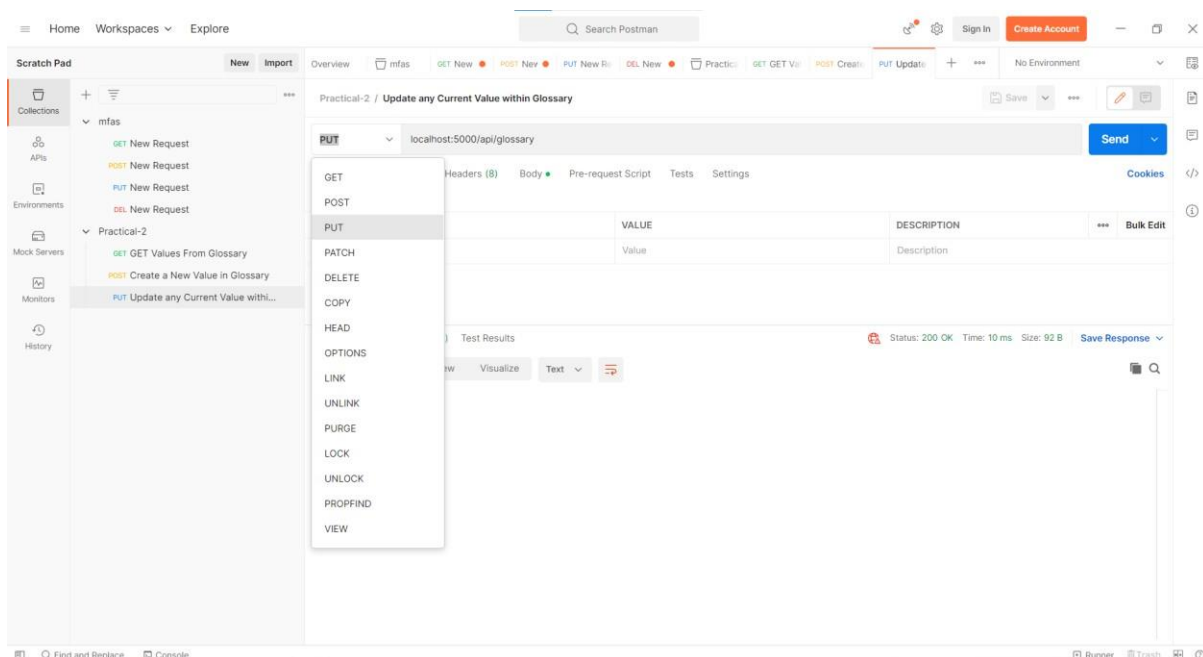 Home Workspaces Explore Search Postman Sign In Create Account
Scratch Pad New Import Overview mfas GET New POST Nev PUT New Re DEL New Practic GET GET Val POST Create PUT Update No Environment
Collections
APIs
Environments
Mock Servers
Monitors
History
mfas
GET New Request
POST New Request
PUT New Request
DEL New Request
Practical-2
GET GET Values From Glossary
POST Create a New Value in Glossary
PUT Update any Current Value withi...
Practical-2 / Update any Current Value within Glossary Save
PUT localhost:5000/api/glossary Send
Headers (8) Body Pre-request Script Tests Settings Cookies
VALUE DESCRIPTION Bulk Edit
Value Description
GET
POST
PUT
PATCH
DELETE
COPY
HEAD
OPTIONS
LINK
UNLINK
PURGE
LOCK
UNLOCK
PROPFIND
VIEW
Test Results Status: 200 OK Time: 10 ms Size: 92 B Save Response
Visualize Text
Find and Replace Console Runner Trash